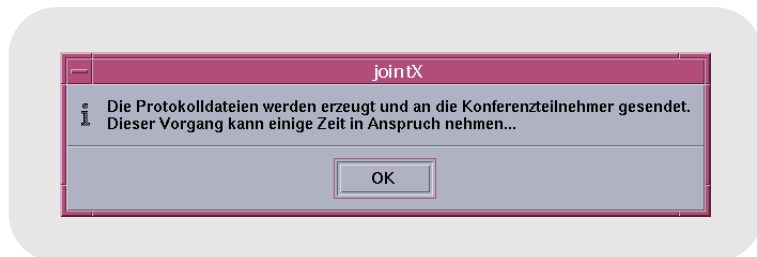 jointX
Die Protokolldateien werden erzeugt und an die Konferenzteilnehmer gesendet.
Dieser Vorgang kann einige Zeit in Anspruch nehmen...
OK